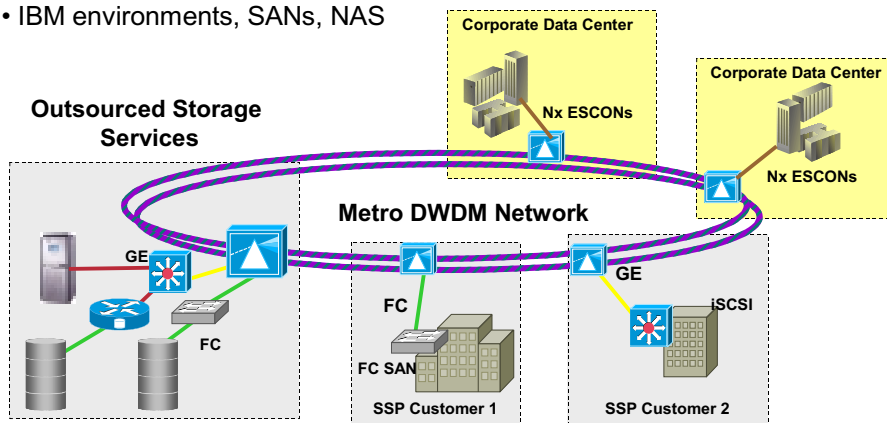 • IBM environments, SANs, NAS
Corporate Data Center
Nx ESCONs
Corporate Data Center
Nx ESCONs
Outsourced Storage
Services
GE
FC
Metro DWDM Network
FC
FC SAN
SSP Customer 1
GE
iSCSI
SSP Customer 2